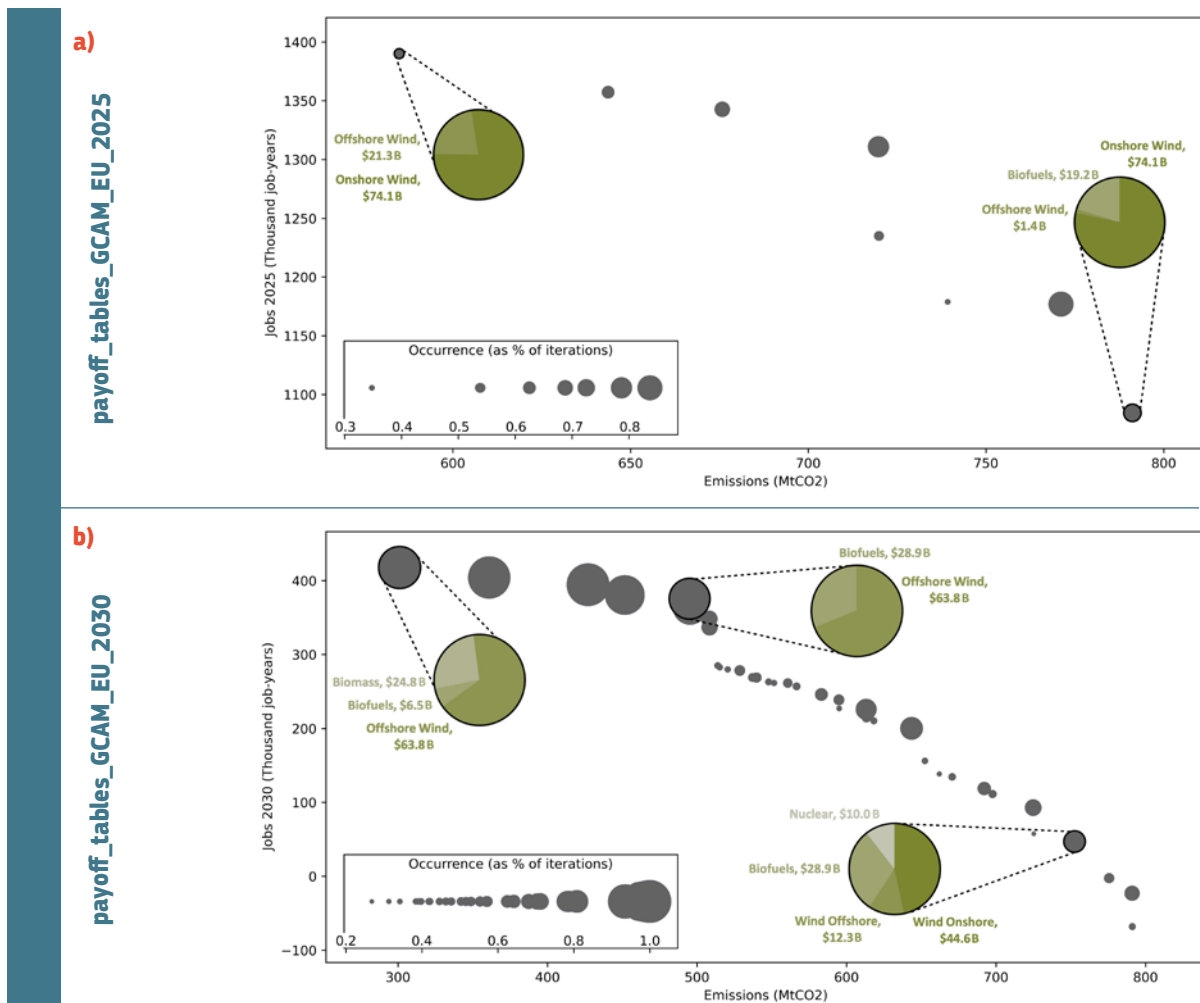 a)
payoff_tables_GCAM_EU_2025
Jobs 2025 (Thousand job-years)
1400
1350
1300
1250
1200
1150
1100
Offshore Wind,
$21.3B
Onshore Wind,
$74.1B
Onshore Wind,
$74.1B
Biofuels, $19.2B
Offshore Wind,
$1.4B
Occurrence (as % of iterations)
0.3 0.4 0.5 0.6 0.7 0.8
600 650 700 750 800
Emissions (MtCO2)
b)
payoff_tables_GCAM_EU_2030
Jobs 2030 (Thousand job-years)
400
300
200
100
0
−100
Biofuels, $28.9B
Offshore Wind,
$63.8B
Biomass, $24.8B
Biofuels, $6.5B
Offshore Wind,
$63.8B
Nuclear, $10.0B
Biofuels, $28.9B
Wind Offshore,
$12.3B
Wind Onshore,
$44.6B
Occurrence (as % of iterations)
0.2 0.4 0.6 0.8 1.0
300 400 500 600 700 800
Emissions (MtCO2)